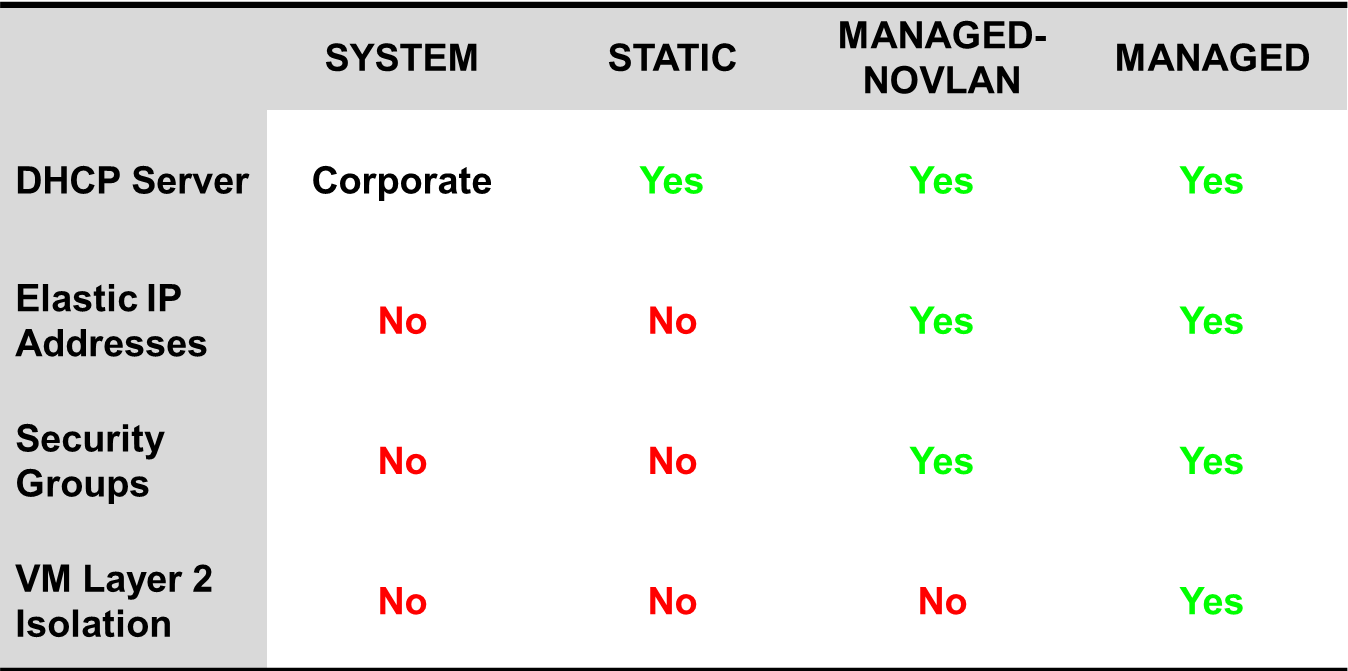 SYSTEM STATIC MANAGED- MANAGED
NOVLAN
DHCP Server Corporate Yes Yes Yes
Elastic IP
Addresses No No Yes Yes
Security
Groups No No Yes Yes
VM Layer 2
Isolation No No No Yes